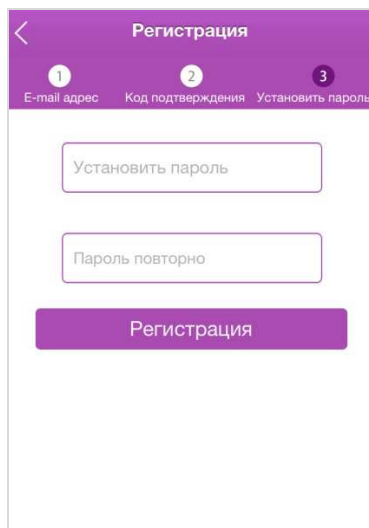 Регистрация
1 2 3
E-mail адрес Код подтверждения Установить пароль
Установить пароль
Пароль повторно
Регистрация